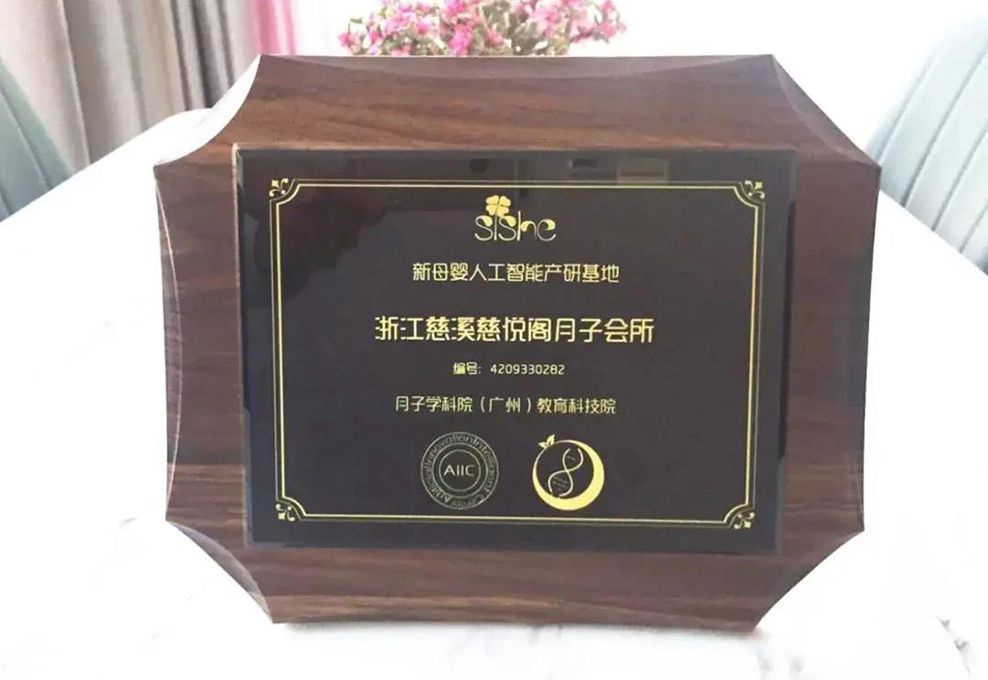 sishe
新母婴人工智能产研基地
浙江慈溪慈悦阁月子会所
编号: 4209330282
月子学科院（广州）教育科技院
AIIC